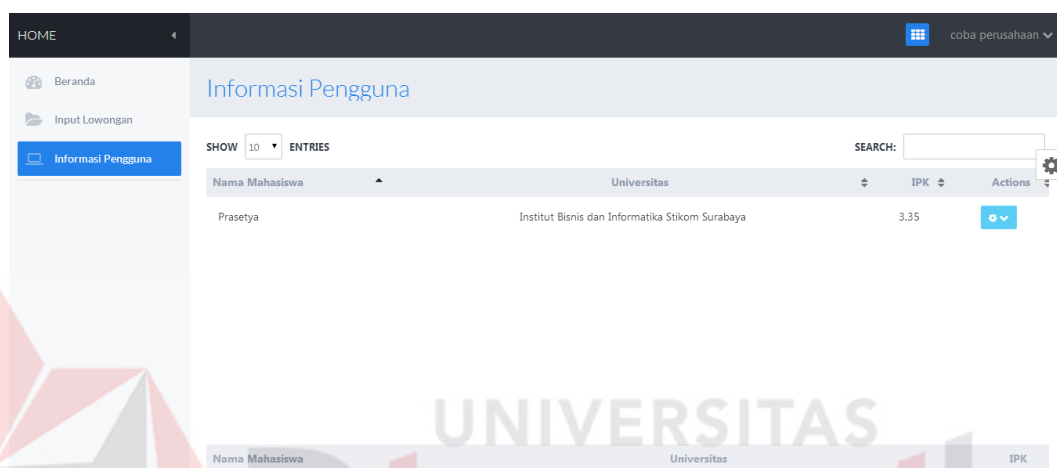 HOME
coba perusahaan
Beranda
Input Lowongan
Informasi Pengguna
Informasi Pengguna
SHOW 10 ENTRIES
SEARCH:
Nama Mahasiswa Universitas IPK Actions
Prasetya Institut Bisnis dan Informatika Stikom Surabaya 3.35
UNIVERSITAS
Nama Mahasiswa Universitas IPK